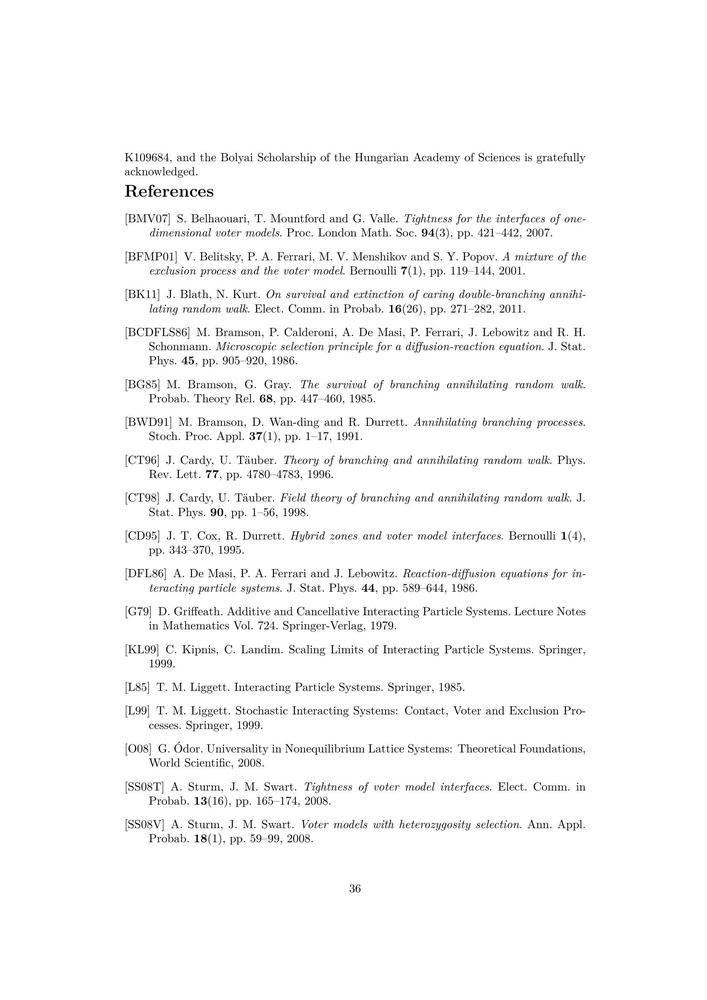 K109684, and the Bolyai Scholarship of the Hungarian Academy of Sciences is gratefully
acknowledged.
References
[BMV07] S. Belhaouari, T. Mountford and G. Valle. Tightness for the interfaces of one-
dimensional voter models. Proc. London Math. Soc. 94(3), pp. 421–442, 2007.
[BFMP01] V. Belitsky, P. A. Ferrari, M. V. Menshikov and S. Y. Popov. A mixture of the
exclusion process and the voter model. Bernoulli 7(1), pp. 119–144, 2001.
[BK11] J. Blath, N. Kurt. On survival and extinction of caring double-branching annihi-
lating random walk. Elect. Comm. in Probab. 16(26), pp. 271–282, 2011.
[BCDFLS86] M. Bramson, P. Calderoni, A. De Masi, P. Ferrari, J. Lebowitz and R. H.
Schonmann. Microscopic selection principle for a diffusion-reaction equation. J. Stat.
Phys. 45, pp. 905–920, 1986.
[BG85] M. Bramson, G. Gray. The survival of branching annihilating random walk.
Probab. Theory Rel. 68, pp. 447–460, 1985.
[BWD91] M. Bramson, D. Wan-ding and R. Durrett. Annihilating branching processes.
Stoch. Proc. Appl. 37(1), pp. 1–17, 1991.
[CT96] J. Cardy, U. Täuber. Theory of branching and annihilating random walk. Phys.
Rev. Lett. 77, pp. 4780–4783, 1996.
[CT98] J. Cardy, U. Täuber. Field theory of branching and annihilating random walk. J.
Stat. Phys. 90, pp. 1–56, 1998.
[CD95] J. T. Cox, R. Durrett. Hybrid zones and voter model interfaces. Bernoulli 1(4),
pp. 343–370, 1995.
[DFL86] A. De Masi, P. A. Ferrari and J. Lebowitz. Reaction-diffusion equations for in-
teracting particle systems. J. Stat. Phys. 44, pp. 589–644, 1986.
[G79] D. Griffeath. Additive and Cancellative Interacting Particle Systems. Lecture Notes
in Mathematics Vol. 724. Springer-Verlag, 1979.
[KL99] C. Kipnis, C. Landim. Scaling Limits of Interacting Particle Systems. Springer,
1999.
[L85] T. M. Liggett. Interacting Particle Systems. Springer, 1985.
[L99] T. M. Liggett. Stochastic Interacting Systems: Contact, Voter and Exclusion Pro-
cesses. Springer, 1999.
[O08] G. Ódor. Universality in Nonequilibrium Lattice Systems: Theoretical Foundations,
World Scientific, 2008.
[SS08T] A. Sturm, J. M. Swart. Tightness of voter model interfaces. Elect. Comm. in
Probab. 13(16), pp. 165–174, 2008.
[SS08V] A. Sturm, J. M. Swart. Voter models with heterozygosity selection. Ann. Appl.
Probab. 18(1), pp. 59–99, 2008.
36